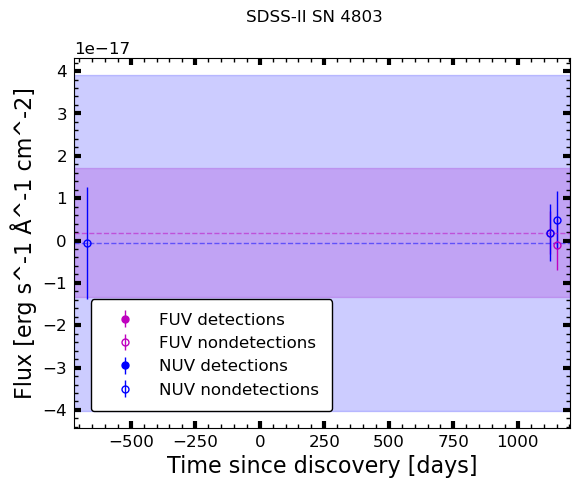 SDSS-II SN 4803
1e−17
4
3
2
1
0
−1
−2
−3
−4
Flux [erg s^-1 Å^-1 cm^-2]
FUV detections
FUV nondetections
NUV detections
NUV nondetections
−500 −250 0 250 500 750 1000
Time since discovery [days]